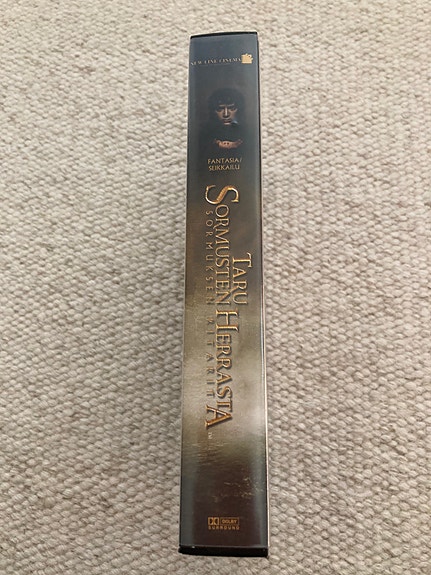 NEW LINE CINEMA
FANTASIA/
SEIKKAILU
TARU
SORMUSTEN HERRASTA
SORMUKSEN RITARIT
DOLBY
SURROUND